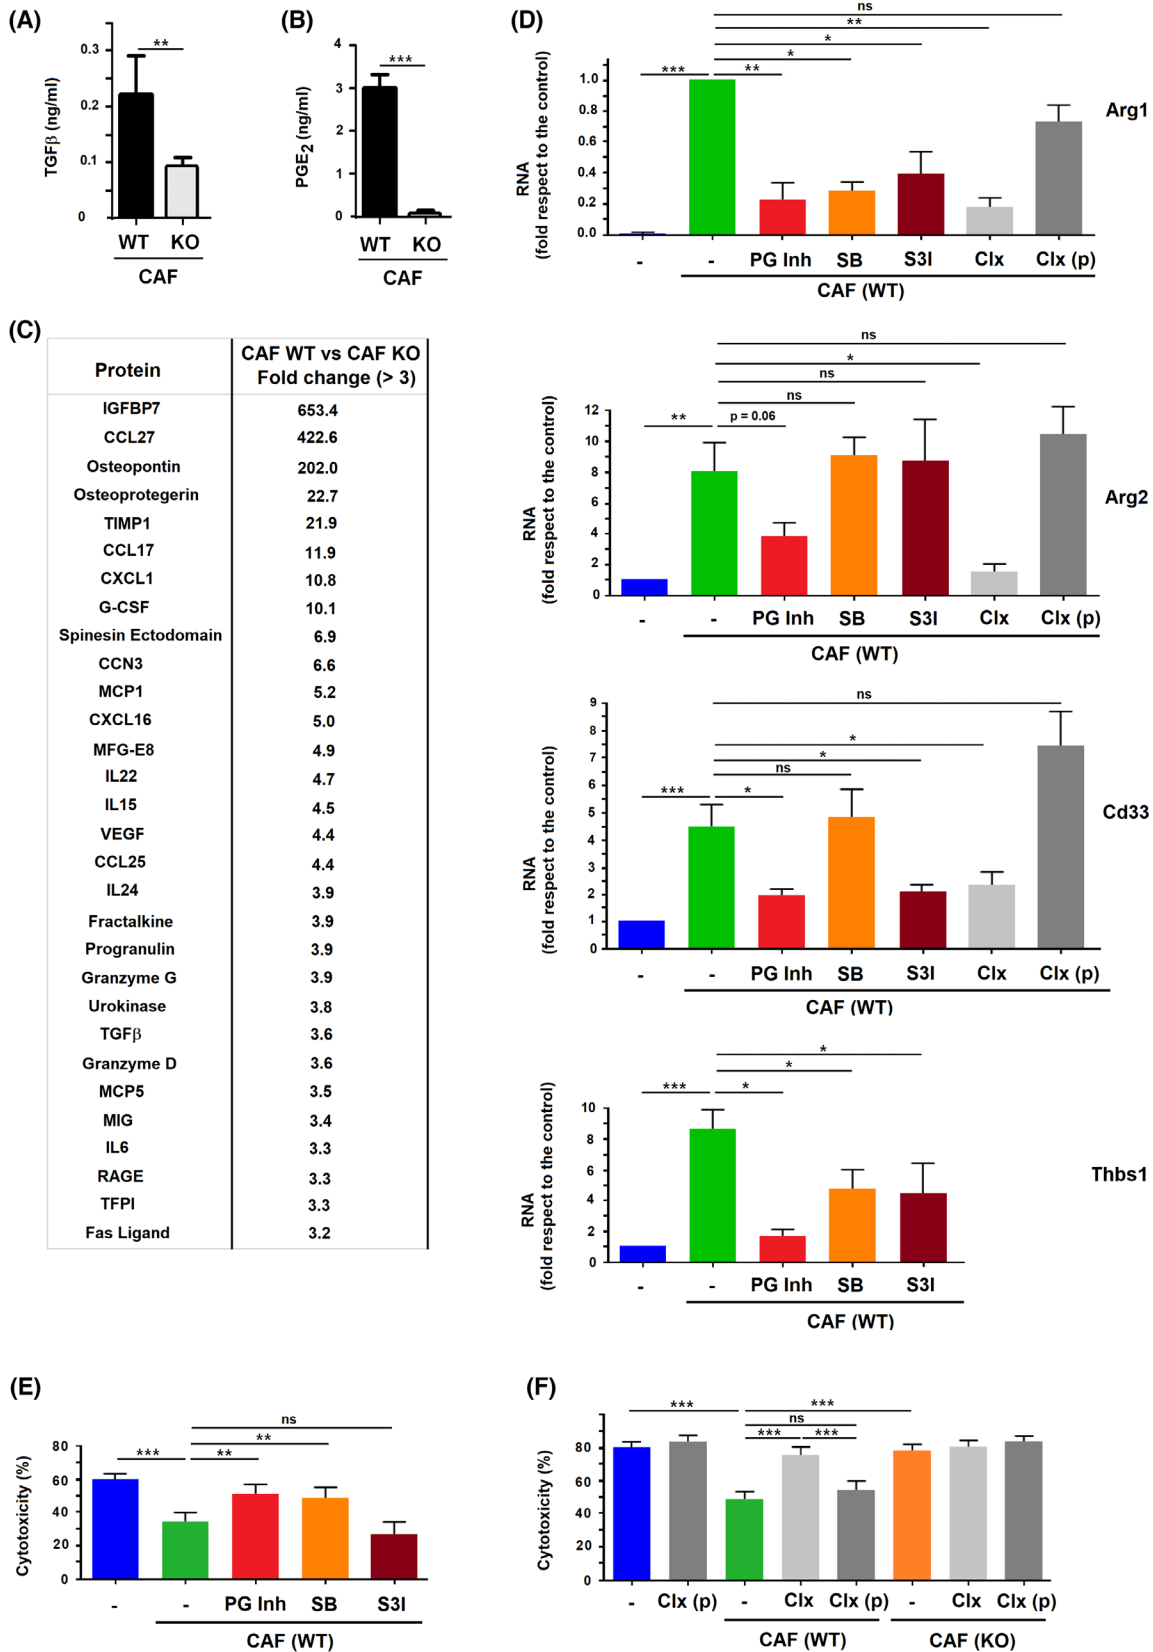 (A)
**
TGFβ (ng/ml)
0.3
0.2
0.1
0
WT KO
CAF
(B)
***
PGE2 (ng/ml)
4
3
2
1
0
WT KO
CAF
(C)
Protein
CAF WT vs CAF KO
Fold change (> 3)
IGFBP7 653.4
CCL27 422.6
Osteopontin 202.0
Osteoprotegerin 22.7
TIMP1 21.9
CCL17 11.9
CXCL1 10.8
G-CSF 10.1
Spinesin Ectodomain 6.9
CCN3 6.6
MCP1 5.2
CXCL16 5.0
MFG-E8 4.9
IL22 4.7
IL15 4.5
VEGF 4.4
CCL25 4.4
IL24 3.9
Fractalkine 3.9
Progranulin 3.9
Granzyme G 3.9
Urokinase 3.8
TGFβ 3.6
Granzyme D 3.6
MCP5 3.5
MIG 3.4
IL6 3.3
RAGE 3.3
TFPI 3.3
Fas Ligand 3.2
(D)
ns
**
*
*
*** **
RNA
(fold respect to the control)
1.0
0.8
0.6
0.4
0.2
0.0
Arg1
- - PG Inh SB S3I Clx Clx (p)
CAF (WT)
ns
*
ns
ns
** p = 0.06
RNA
(fold respect to the control)
12
10
8
6
4
2
0
Arg2
- - PG Inh SB S3I Clx Clx (p)
CAF (WT)
ns
*
*
ns
*** *
RNA
(fold respect to the control)
9
8
7
6
5
4
3
2
1
0
Cd33
- - PG Inh SB S3I Clx Clx (p)
CAF (WT)
*
*
*** *
RNA
(fold respect to the control)
10
8
6
4
2
0
Thbs1
- - PG Inh SB S3I
CAF (WT)
(E)
ns
**
*** **
Cytotoxicity (%)
80
60
40
20
0
- - PG Inh SB S3I
CAF (WT)
(F)
*** ***
ns
*** ***
Cytotoxicity (%)
80
60
40
20
0
- Clx (p) - Clx Clx (p) - Clx Clx (p)
CAF (WT) CAF (KO)